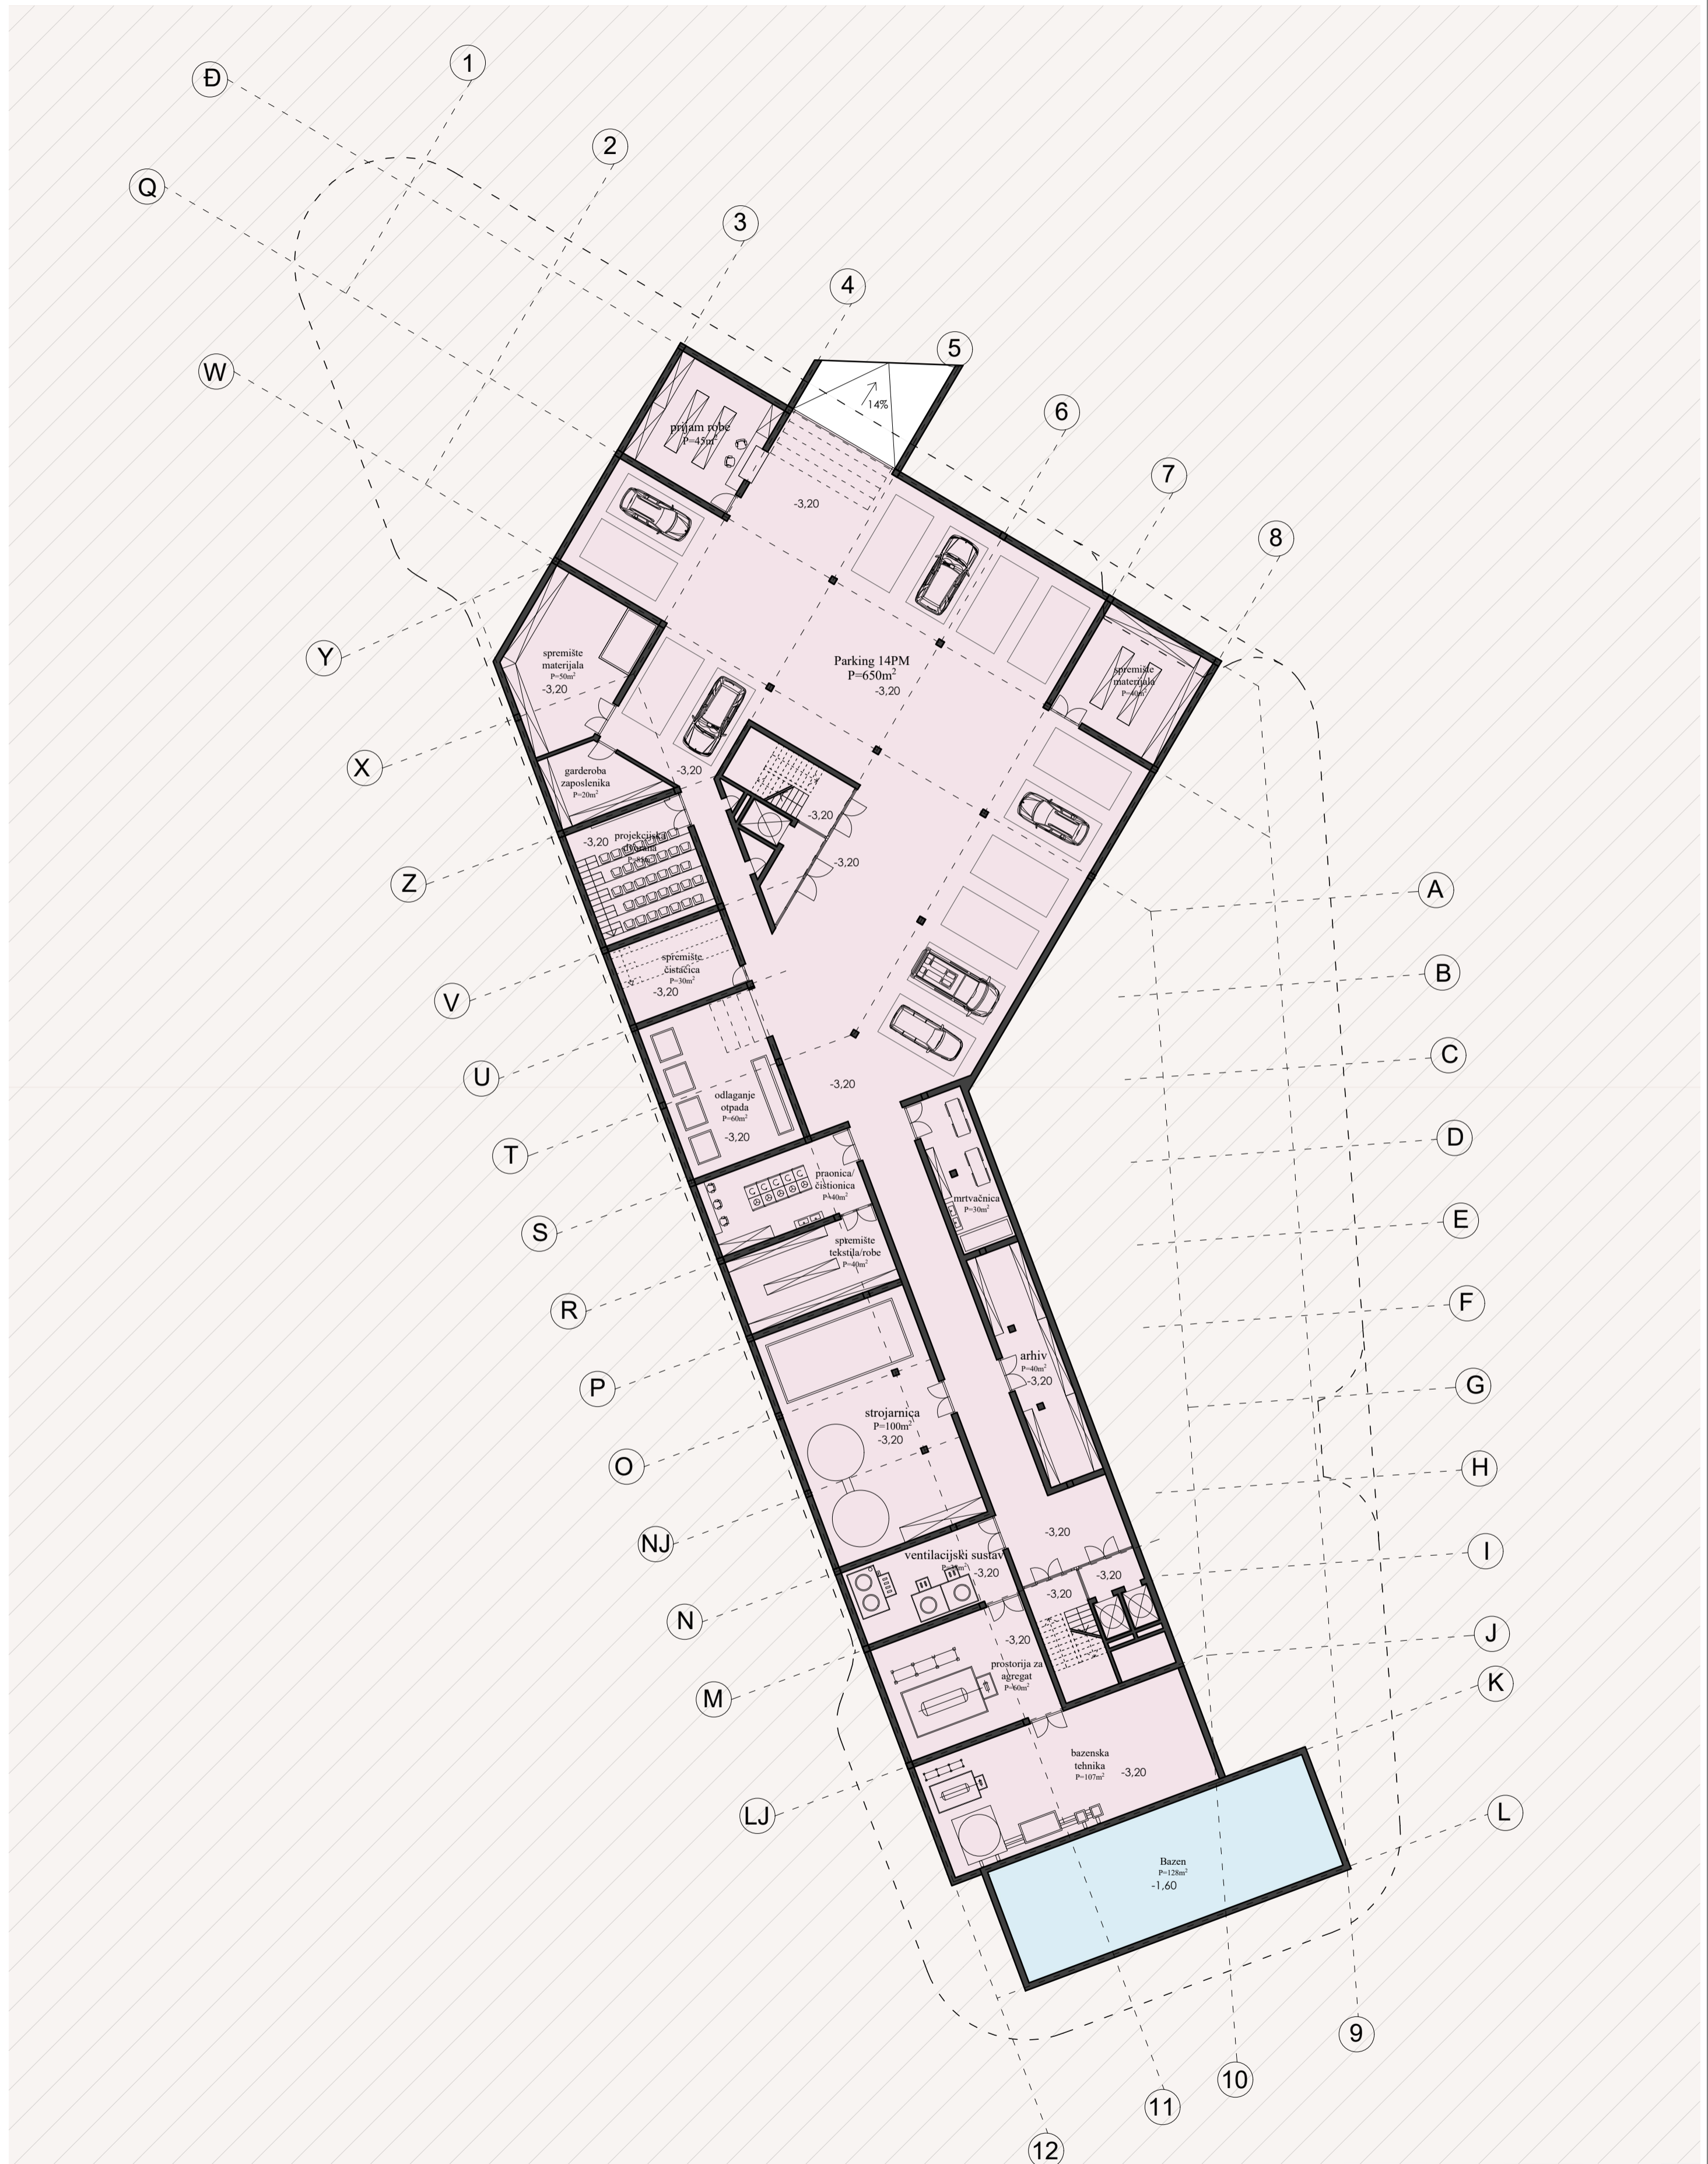 Đ
1
2
Q
3
4
5
W
14%
6
prijam robe
P=45m²
7
-3,20
8
Y
spremište
materijala
P=50m²
-3,20
Parking 14PM
P=650m²
-3,20
spremište
materijala
P=40m²
X
garderoba
zaposlenika
P=20m²
-3,20
-3,20
-3,20
projekcijska
dvorana
-3,20
Z
A
spremište
čistačica
P=30m²
-3,20
B
V
C
U
-3,20
odlaganje
otpada
P=60m²
-3,20
D
T
praonica/
čištionica
P=40m²
mrtvačnica
P=30m²
E
S
spremište
tekstila/robe
P=40m²
F
R
arhiv
P=40m²
-3,20
G
P
strojarnica
P=100m²
-3,20
O
H
-3,20
NJ
ventilacijski sustav
-3,20
I
-3,20
-3,20
N
-3,20
J
prostorija za
agregat
P=60m²
K
M
bazenska
tehnika
P=107m²
-3,20
LJ
L
Bazen
P=128m²
-1,60
9
10
11
12